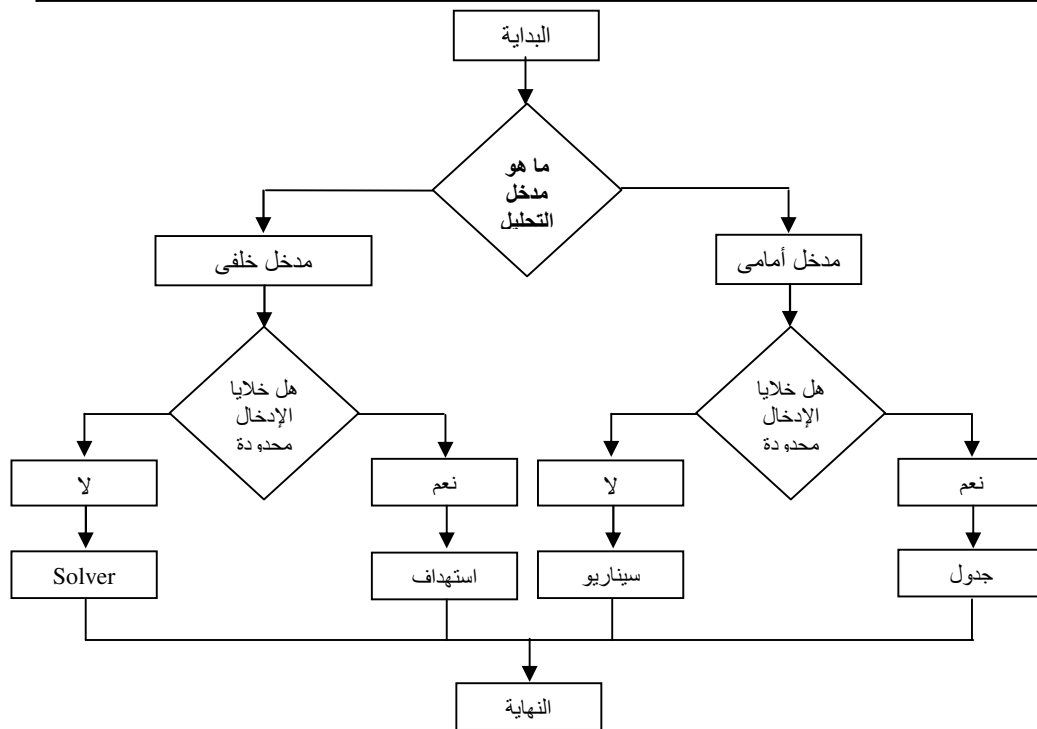 البداية
ما هو
مدخل
التحليل
مدخل أمامى
مدخل خلفى
هل خلايا
الإدخال
محدودة
هل خلايا
الإدخال
محدودة
نعم
لا
نعم
لا
جدول
سيناريو
استهداف
Solver
النهاية